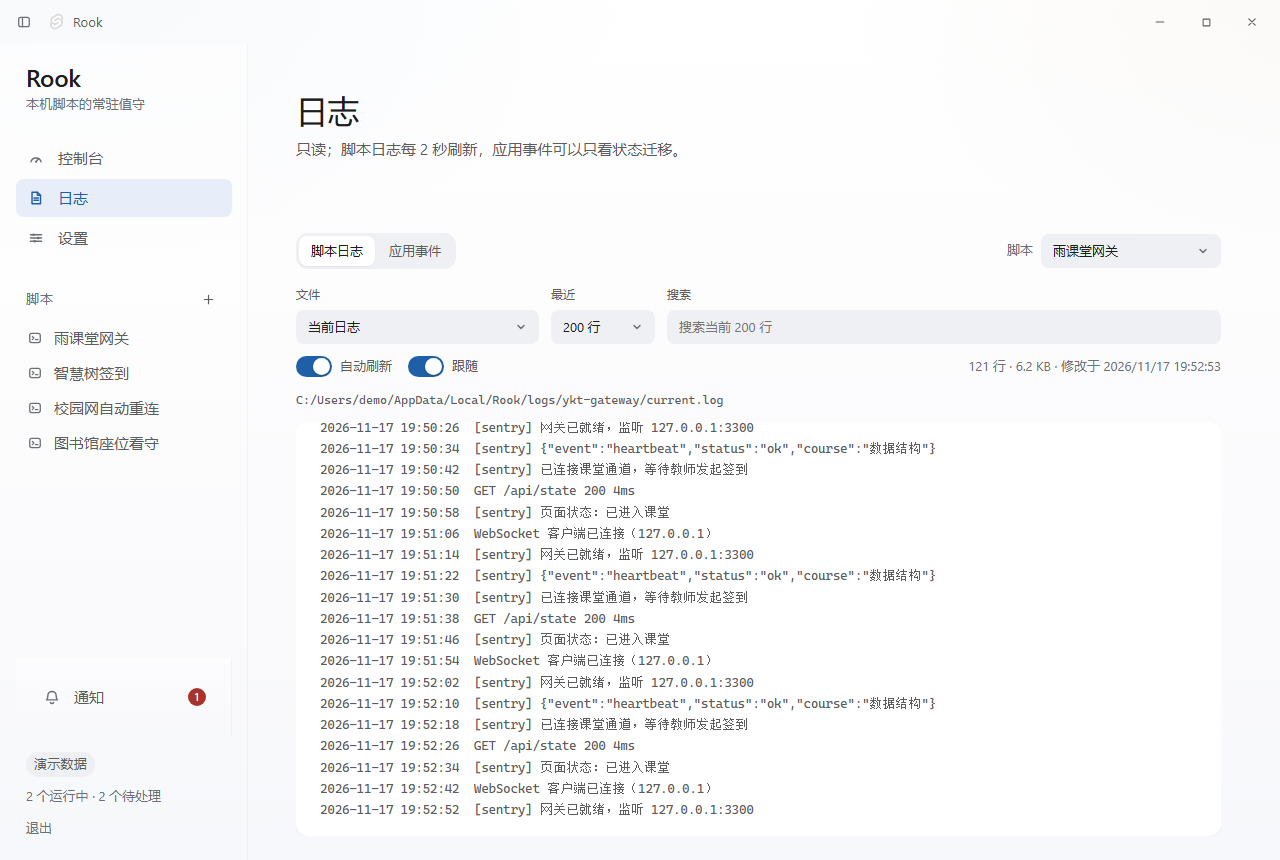 Rook
Rook
本机脚本的常驻值守
控制台
日志
设置
脚本
雨课堂网关
智慧树签到
校园网自动重连
图书馆座位看守
通知
1
演示数据
2 个运行中 · 2 个待处理
退出
日志
只读；脚本日志每 2 秒刷新，应用事件可以只看状态迁移。
脚本日志
应用事件
脚本
雨课堂网关
文件
最近
搜索
当前日志
200 行
搜索当前 200 行
自动刷新
跟随
121 行 · 6.2 KB · 修改于 2026/11/17 19:52:53
C:/Users/demo/AppData/Local/Rook/logs/ykt-gateway/current.log
2026-11-17 19:50:26 [sentry] 网关已就绪，监听 127.0.0.1:3300
2026-11-17 19:50:34 [sentry] {"event":"heartbeat","status":"ok","course":"数据结构"}
2026-11-17 19:50:42 [sentry] 已连接课堂通道，等待教师发起签到
2026-11-17 19:50:50 GET /api/state 200 4ms
2026-11-17 19:50:58 [sentry] 页面状态：已进入课堂
2026-11-17 19:51:06 WebSocket 客户端已连接（127.0.0.1）
2026-11-17 19:51:14 [sentry] 网关已就绪，监听 127.0.0.1:3300
2026-11-17 19:51:22 [sentry] {"event":"heartbeat","status":"ok","course":"数据结构"}
2026-11-17 19:51:30 [sentry] 已连接课堂通道，等待教师发起签到
2026-11-17 19:51:38 GET /api/state 200 4ms
2026-11-17 19:51:46 [sentry] 页面状态：已进入课堂
2026-11-17 19:51:54 WebSocket 客户端已连接（127.0.0.1）
2026-11-17 19:52:02 [sentry] 网关已就绪，监听 127.0.0.1:3300
2026-11-17 19:52:10 [sentry] {"event":"heartbeat","status":"ok","course":"数据结构"}
2026-11-17 19:52:18 [sentry] 已连接课堂通道，等待教师发起签到
2026-11-17 19:52:26 GET /api/state 200 4ms
2026-11-17 19:52:34 [sentry] 页面状态：已进入课堂
2026-11-17 19:52:42 WebSocket 客户端已连接（127.0.0.1）
2026-11-17 19:52:52 [sentry] 网关已就绪，监听 127.0.0.1:3300